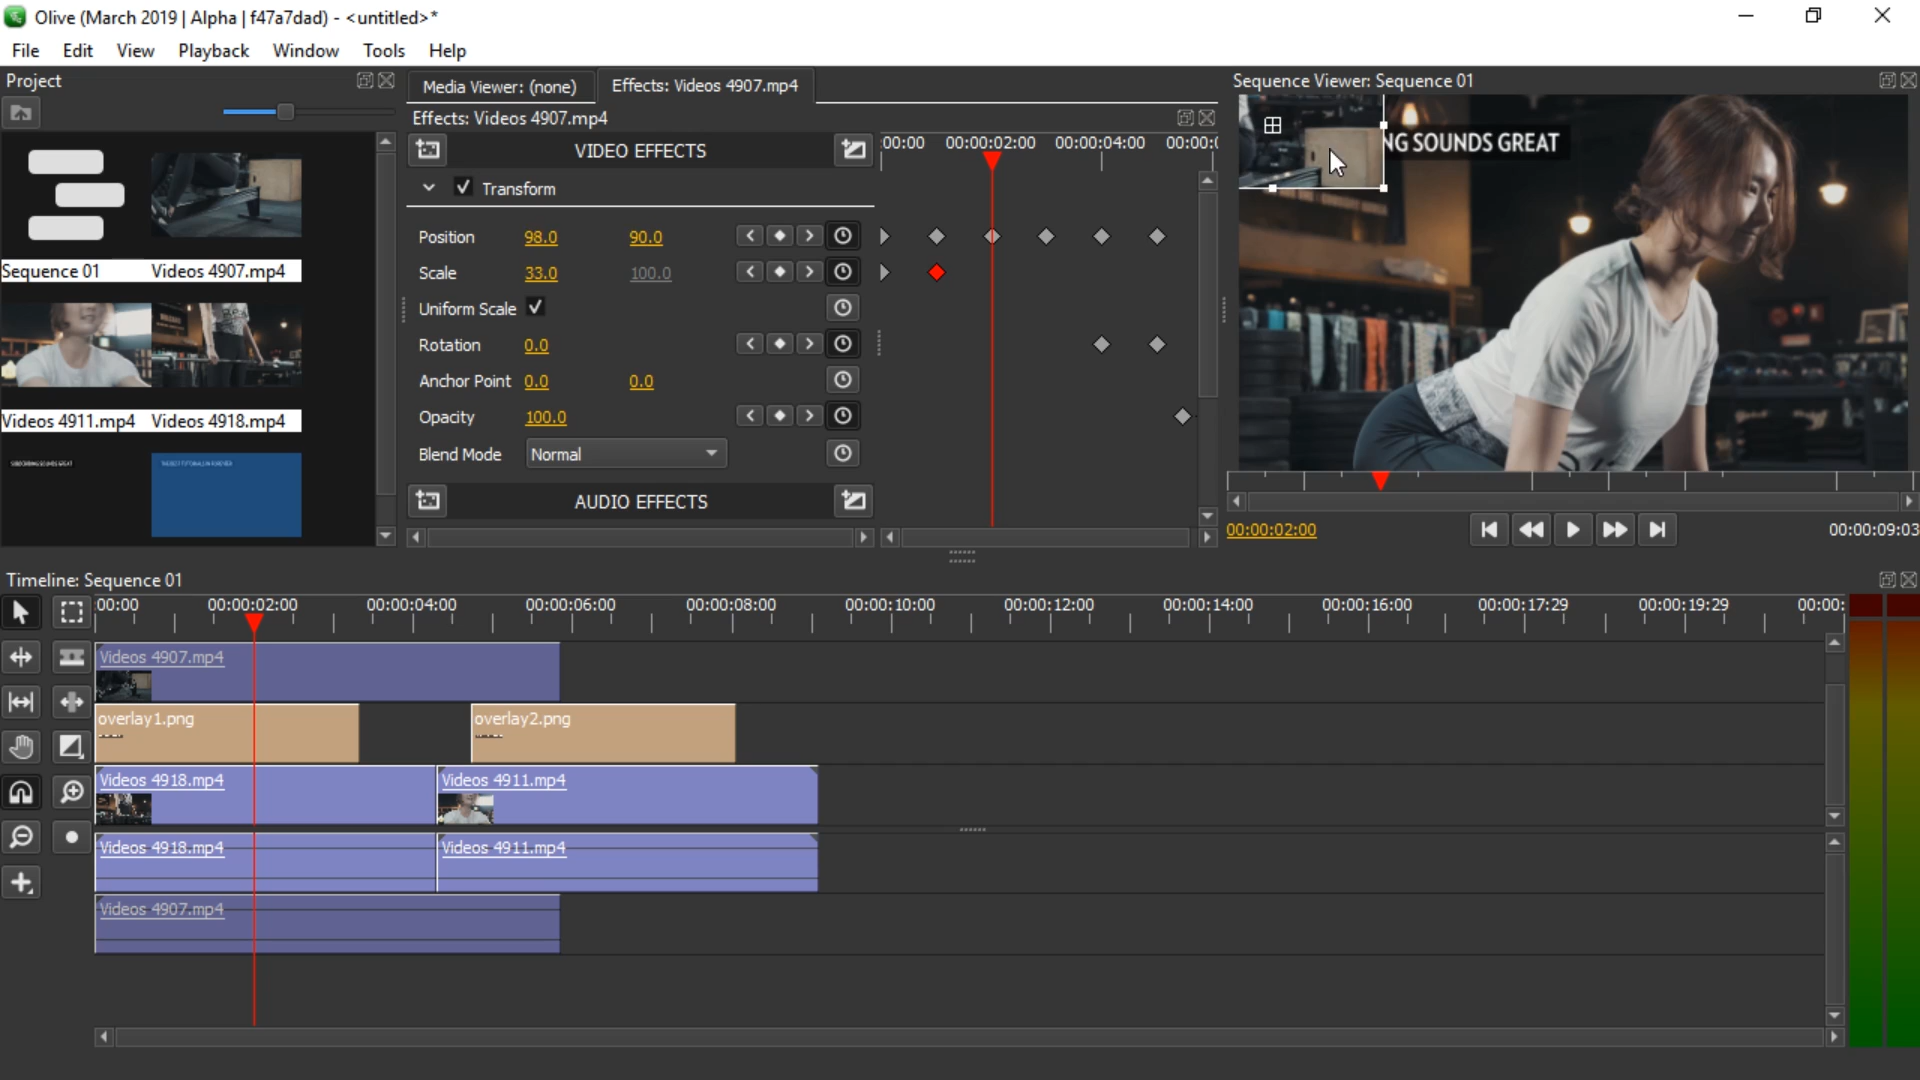 Olive (March 2019 | Alpha | f47a7dad) - <untitled>*
File Edit View Playback Window Tools Help
Project
Sequence 01
Videos 4907.mp4
Videos 4911.mp4
Videos 4918.mp4
Media Viewer: (none)
Effects: Videos 4907.mp4
Effects: Videos 4907.mp4
VIDEO EFFECTS
Transform
Position 98.0 90.0
Scale 33.0 100.0
Uniform Scale
Rotation 0.0
Anchor Point 0.0 0.0
Opacity 100.0
Blend Mode Normal
AUDIO EFFECTS
:00:00 00:00:02:00 00:00:04:00 00:00:0
Sequence Viewer: Sequence 01
NG SOUNDS GREAT
00:00:02:00
00:00:09:03
Timeline: Sequence 01
:00:00 00:00:02:00 00:00:04:00 00:00:06:00 00:00:08:00 00:00:10:00 00:00:12:00 00:00:14:00 00:00:16:00 00:00:17:29 00:00:19:29 00:00:
Videos 4907.mp4
overlay1.png
overlay2.png
Videos 4918.mp4
Videos 4911.mp4
Videos 4918.mp4
Videos 4911.mp4
Videos 4907.mp4